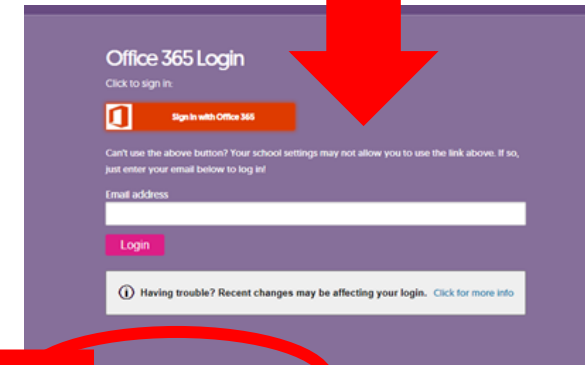 Office 365 Login
Click to sign in:
Sign in with Office 365
Can't use the above button? Your school settings may not allow you to use the link above. If so,
just enter your email below to log in!
Email address
Login
Having trouble? Recent changes may be affecting your login. Click for more info